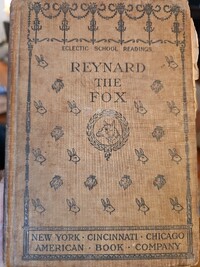 ECLECTIC SCHOOL READINGS
REYNARD
THE
FOX
NEW YORK · CINCINNATI · CHICAGO
AMERICAN · BOOK · COMPANY